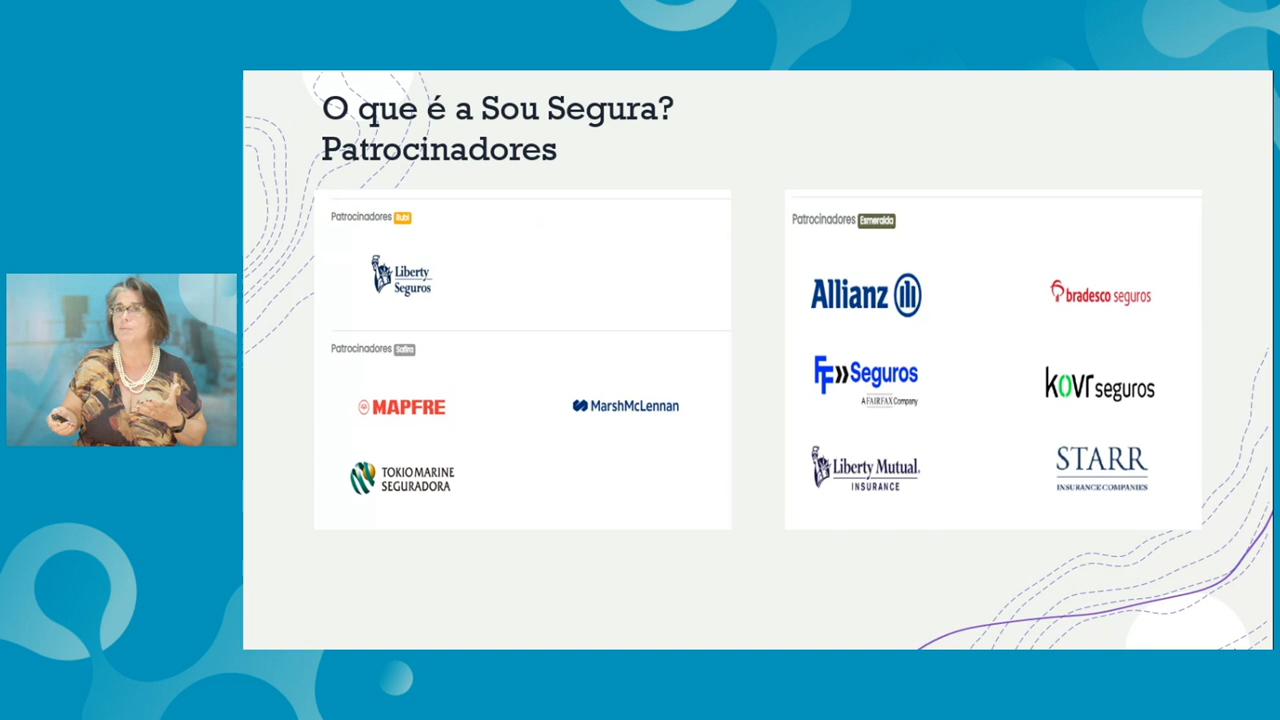 O que é a Sou Segura?
Patrocinadores
Patrocinadores Rubi
Liberty
Seguros
Patrocinadores Safira
MAPFRE
MarshMcLennan
TOKIO MARINE
SEGURADORA
Patrocinadores Esmeralda
Allianz
bradesco seguros
FF Seguros
A FAIRFAX Company
kovr seguros
Liberty Mutual.
INSURANCE
STARR
INSURANCE COMPANIES